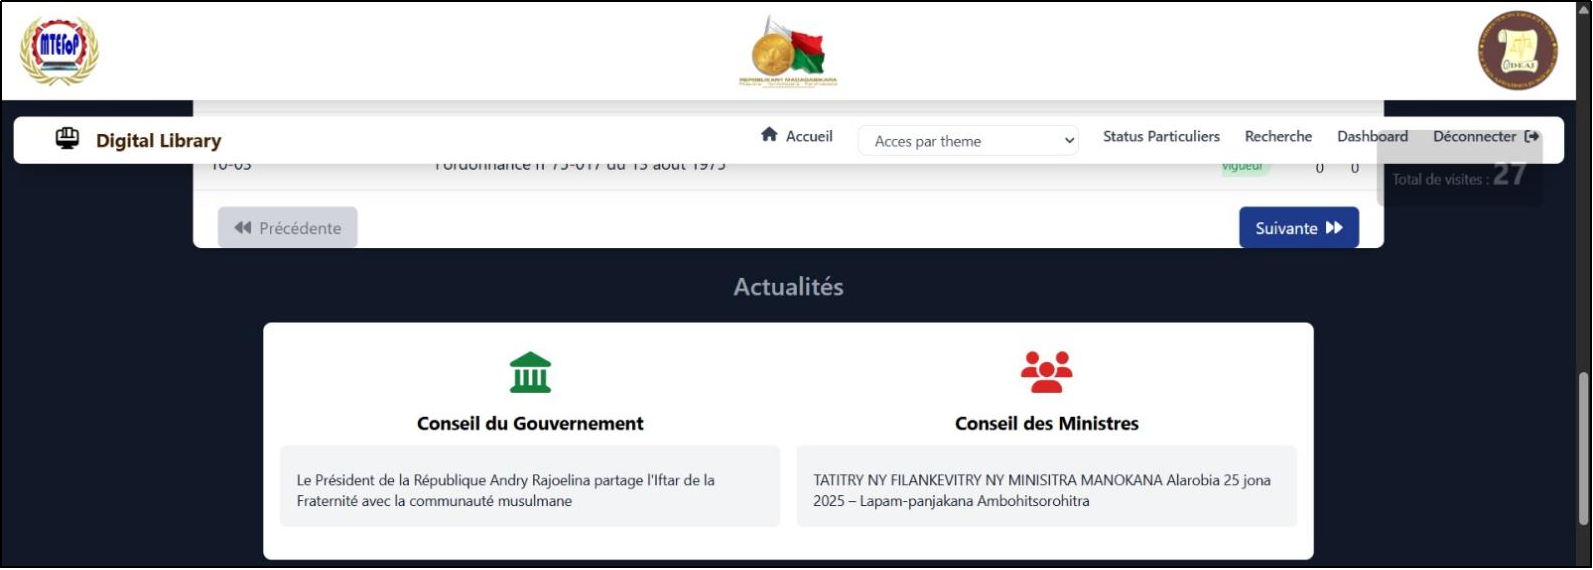 MTEFoP
REPOBLIKAN'I MADAGASIKARA
Digital Library
Accueil
Acces par theme
Status Particuliers
Recherche
Dashboard
Déconnecter
10-03
l'ordonnance n°75-017 du 13 août 1975
vigueur
0
0
Total de visites : 27
Précédente
Suivante
Actualités
Conseil du Gouvernement
Le Président de la République Andry Rajoelina partage l'Iftar de la
Fraternité avec la communauté musulmane
Conseil des Ministres
TATITRY NY FILANKEVITRY NY MINISITRA MANOKANA Alarobia 25 jona
2025 – Lapam-panjakana Ambohitsorohitra